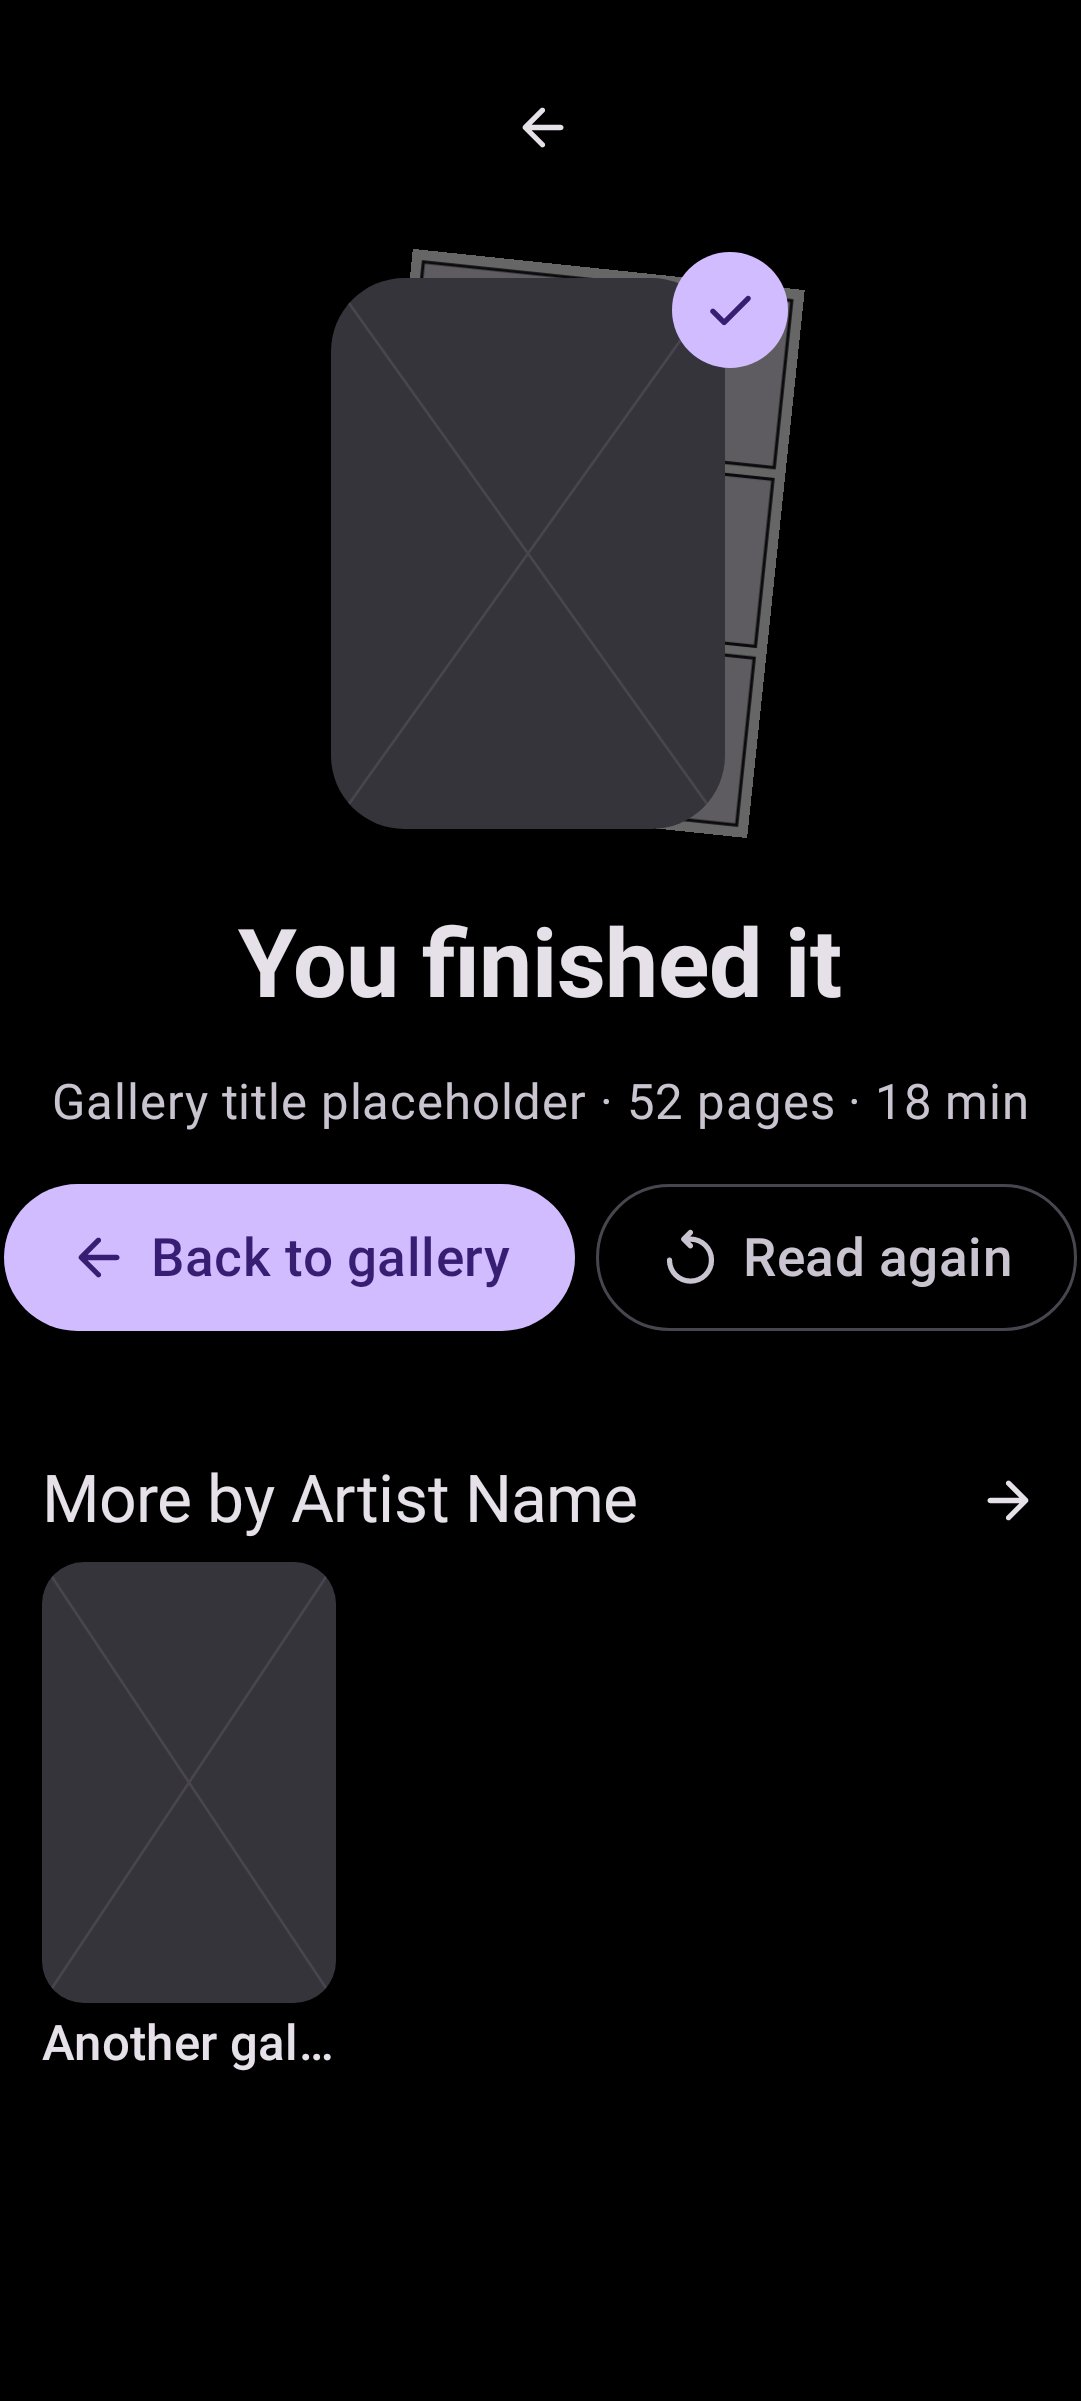 You finished it
Gallery title placeholder · 52 pages · 18 min
Back to gallery
Read again
More by Artist Name
Another gal...